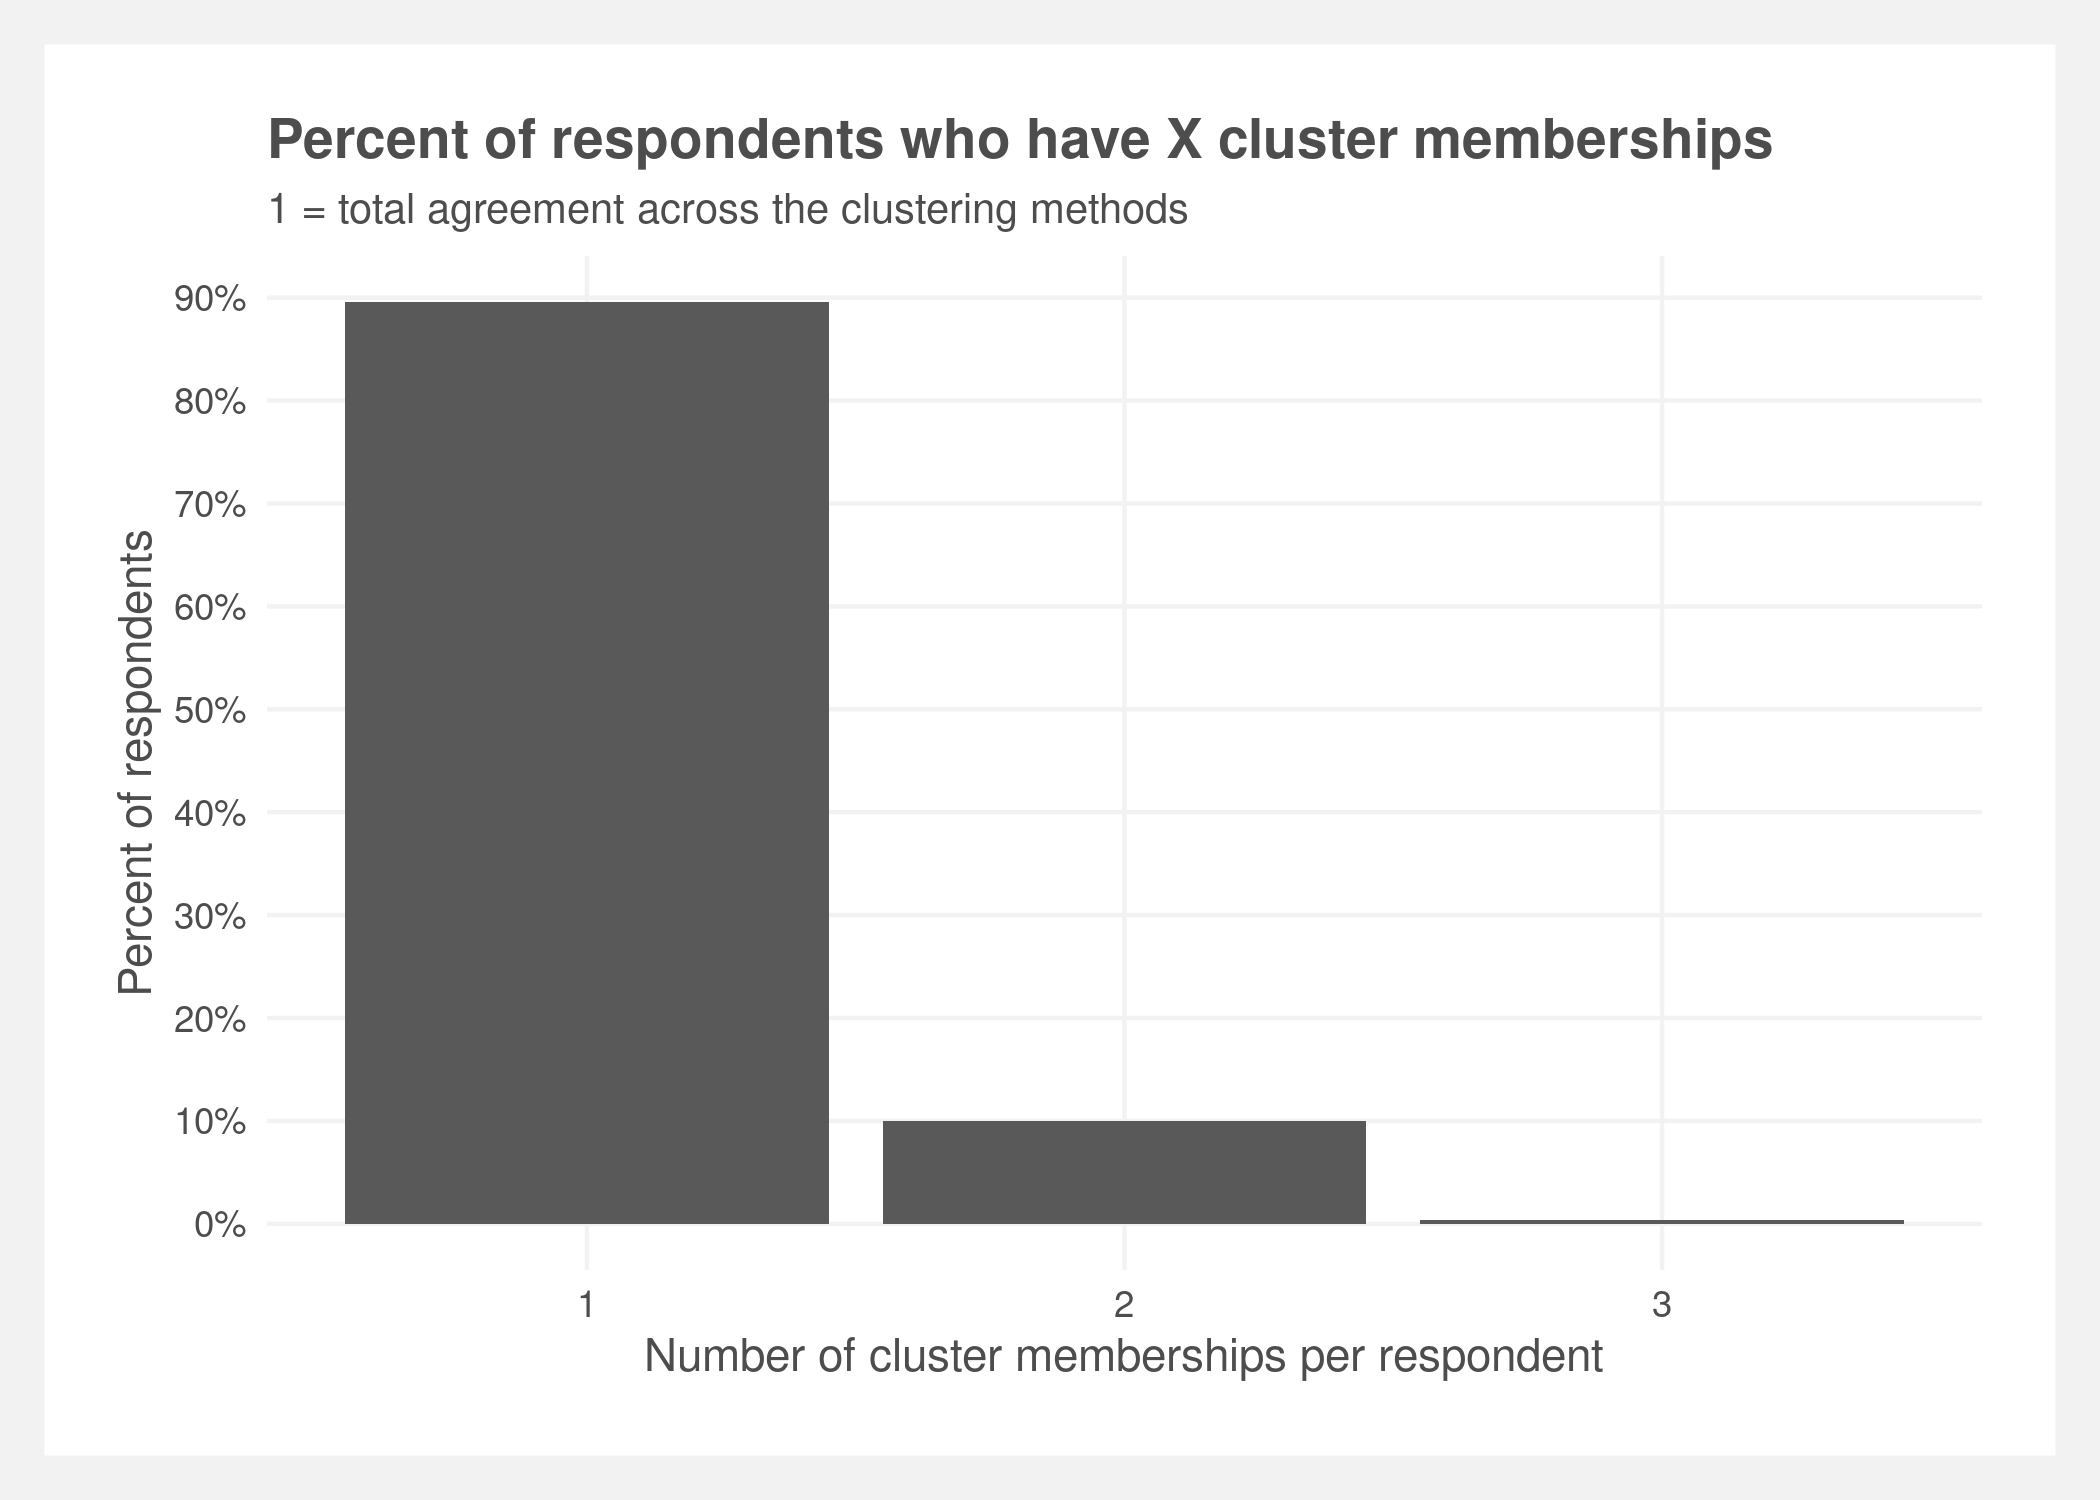 Percent of respondents who have X cluster memberships
1 = total agreement across the clustering methods
Percent of respondents
90%
80%
70%
60%
50%
40%
30%
20%
10%
0%
1 2 3
Number of cluster memberships per respondent